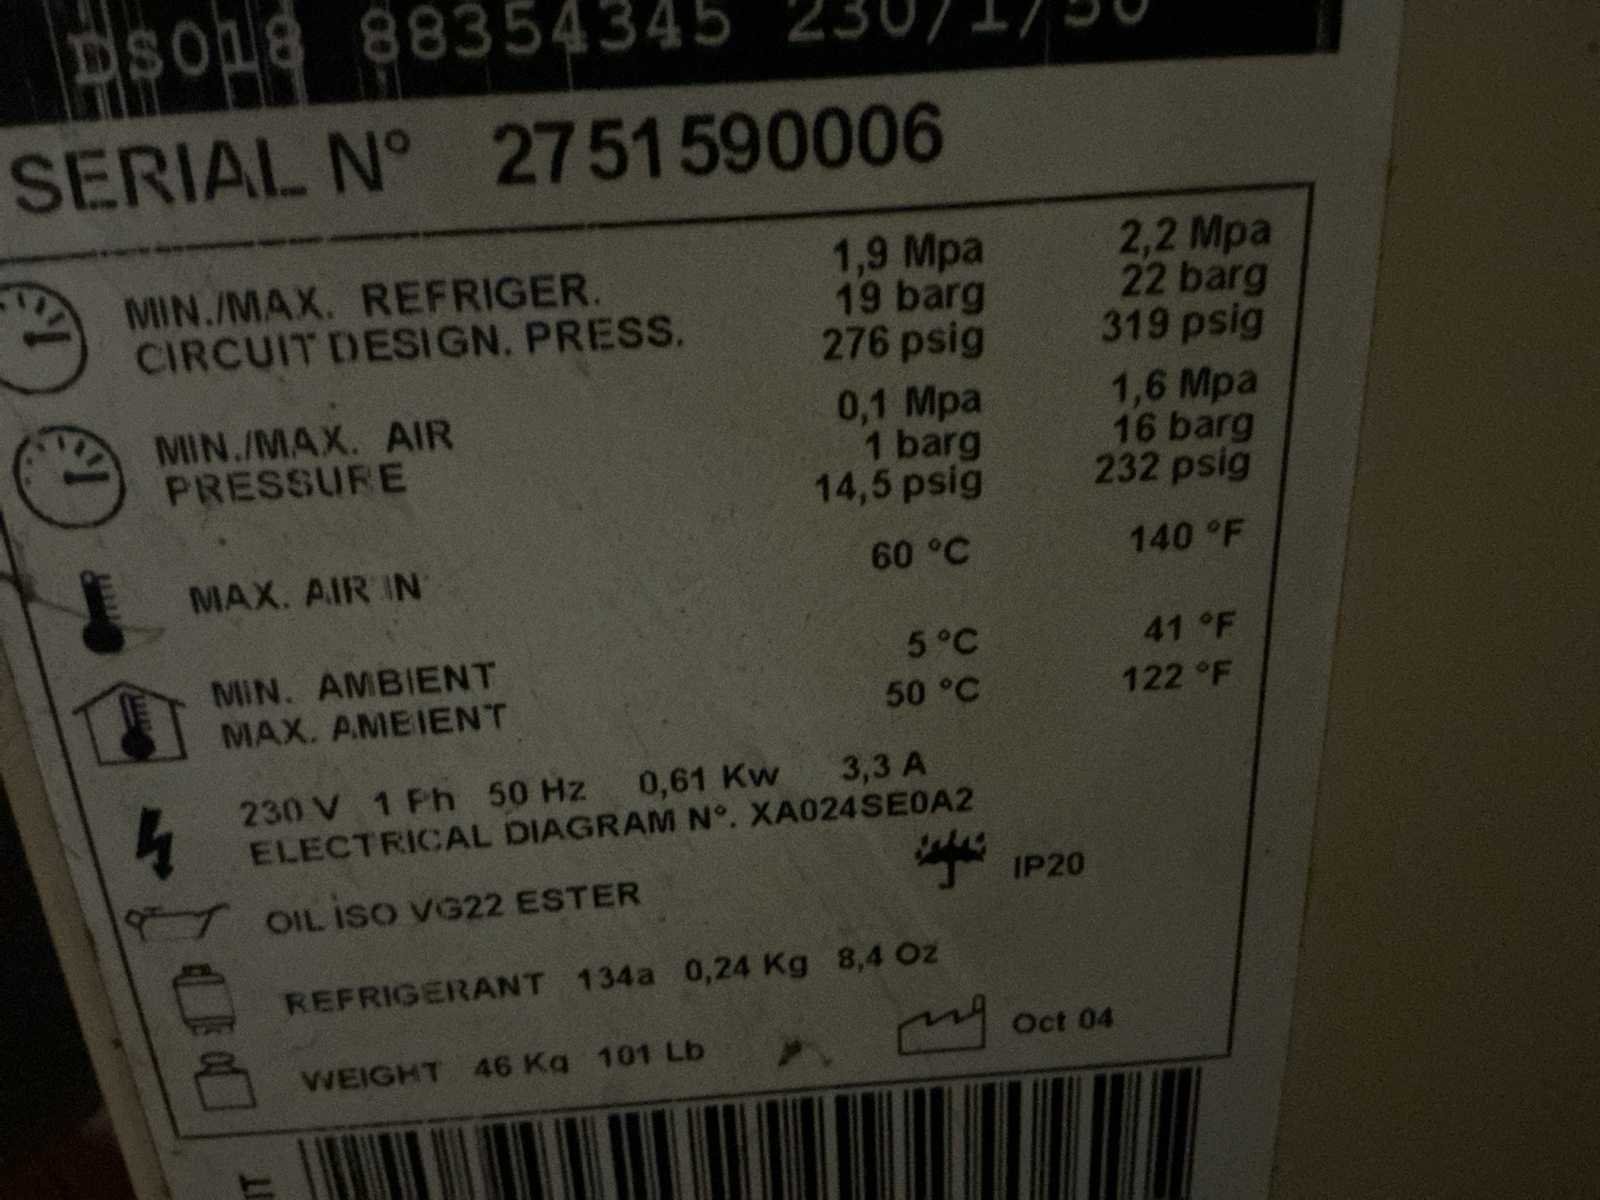 DS018 88354345 230/1/50
SERIAL N° 2751590006
MIN./MAX. REFRIGER. CIRCUIT DESIGN. PRESS.
1,9 Mpa 2,2 Mpa
19 barg 22 barg
276 psig 319 psig
MIN./MAX. AIR PRESSURE
0,1 Mpa 1,6 Mpa
1 barg 16 barg
14,5 psig 232 psig
MAX. AIR IN 60 °C 140 °F
MIN. AMBIENT 5 °C 41 °F
MAX. AMBIENT 50 °C 122 °F
230 V 1 Ph 50 Hz 0,61 Kw 3,3 A
ELECTRICAL DIAGRAM N°. XA024SE0A2
OIL ISO VG22 ESTER IP20
REFRIGERANT 134a 0,24 Kg 8,4 Oz
WEIGHT 46 Kg 101 Lb Oct 04